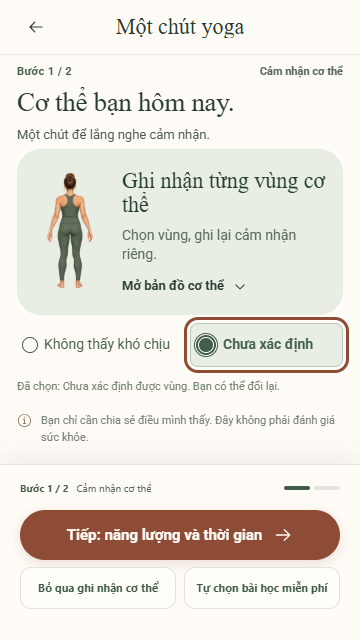 Một chút yoga
Bước 1 / 2
Cảm nhận cơ thể
Cơ thể bạn hôm nay.
Một chút để lắng nghe cảm nhận.
Ghi nhận từng vùng cơ
thể
Chọn vùng, ghi lại cảm nhận
riêng.
Mở bản đồ cơ thể
Không thấy khó chịu
Chưa xác định
Đã chọn: Chưa xác định được vùng. Bạn có thể đổi lại.
Bạn chỉ cần chia sẻ điều mình thấy. Đây không phải đánh giá
sức khỏe.
Bước 1 / 2 Cảm nhận cơ thể
Tiếp: năng lượng và thời gian
Bỏ qua ghi nhận cơ thể
Tự chọn bài học miễn phí